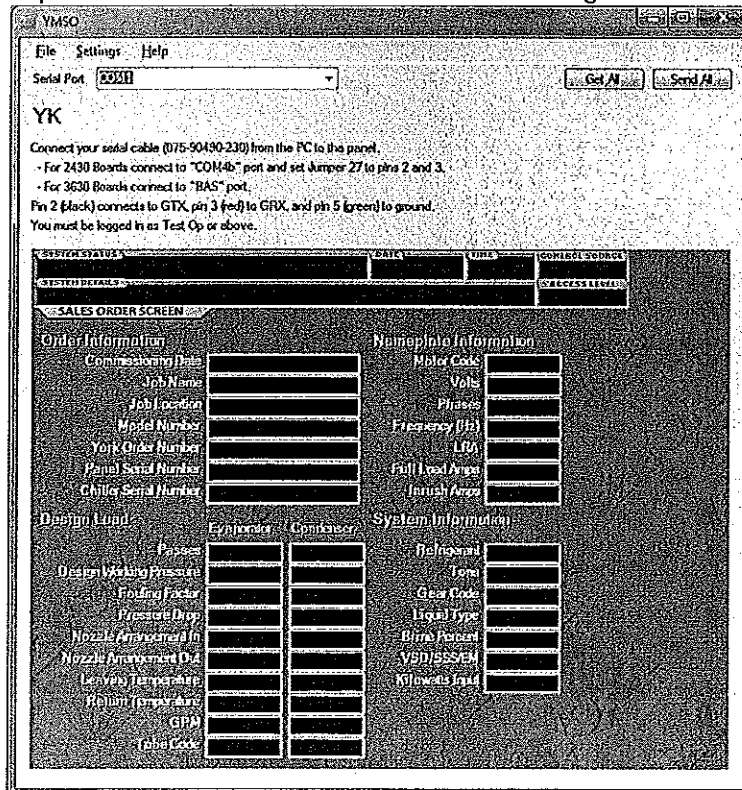 YMSO
File Settings Help
Serial Port COM1 Get All Send All
YK
Connect your serial cable (075-90490-230) from the PC to the panel.
- For 2430 Boards connect to "COM4b" port and set Jumper 27 to pins 2 and 3.
- For 3630 Boards connect to "BAS" port.
Pin 2 (black) connects to GTX, pin 3 (red) to GRX, and pin 5 (green) to ground.
You must be logged in as Test Op or above.
SYSTEM STATUS DATE TIME CONTROL SOURCE
SYSTEM DETAILS ACCESS LEVEL
SALES ORDER SCREEN
Order Information Nameplate Information
Commissioning Date Motor Code
Job Name Volts
Job Location Phases
Model Number Frequency (Hz)
York Order Number LRA
Panel Serial Number Full Load Amps
Chiller Serial Number Inrush Amps
Design Load Evaporator Condenser System Information
Passes Refrigerant
Design Working Pressure Tons
Fouling Factor Gear Code
Pressure Drop Liquid Type
Nozzle Arrangement In Brine Percent
Nozzle Arrangement Out VSD/SSS/EM
Leaving Temperature Kilowatts Input
Return Temperature
GPM
Tube Code